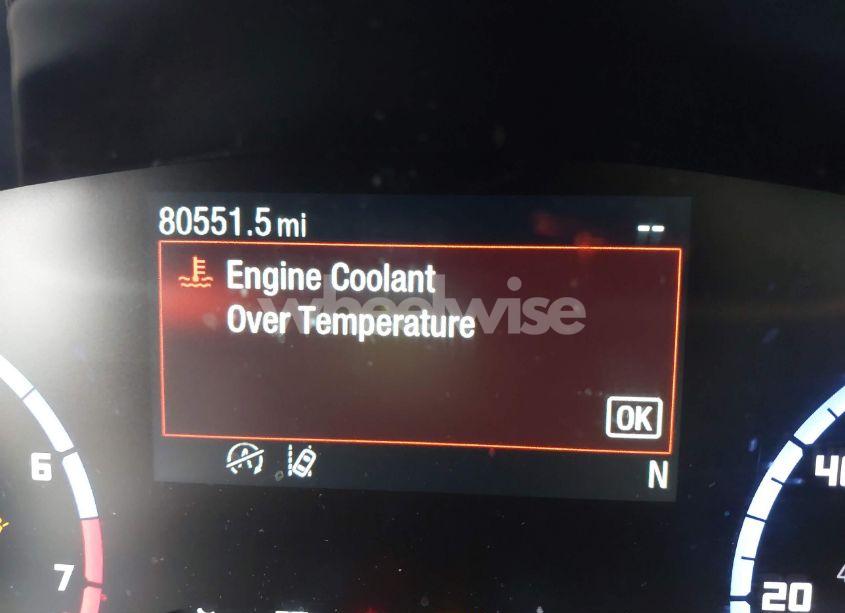 80551.5 mi
--
Engine Coolant
Over Temperature
wheelwise
OK
N
6
7
20